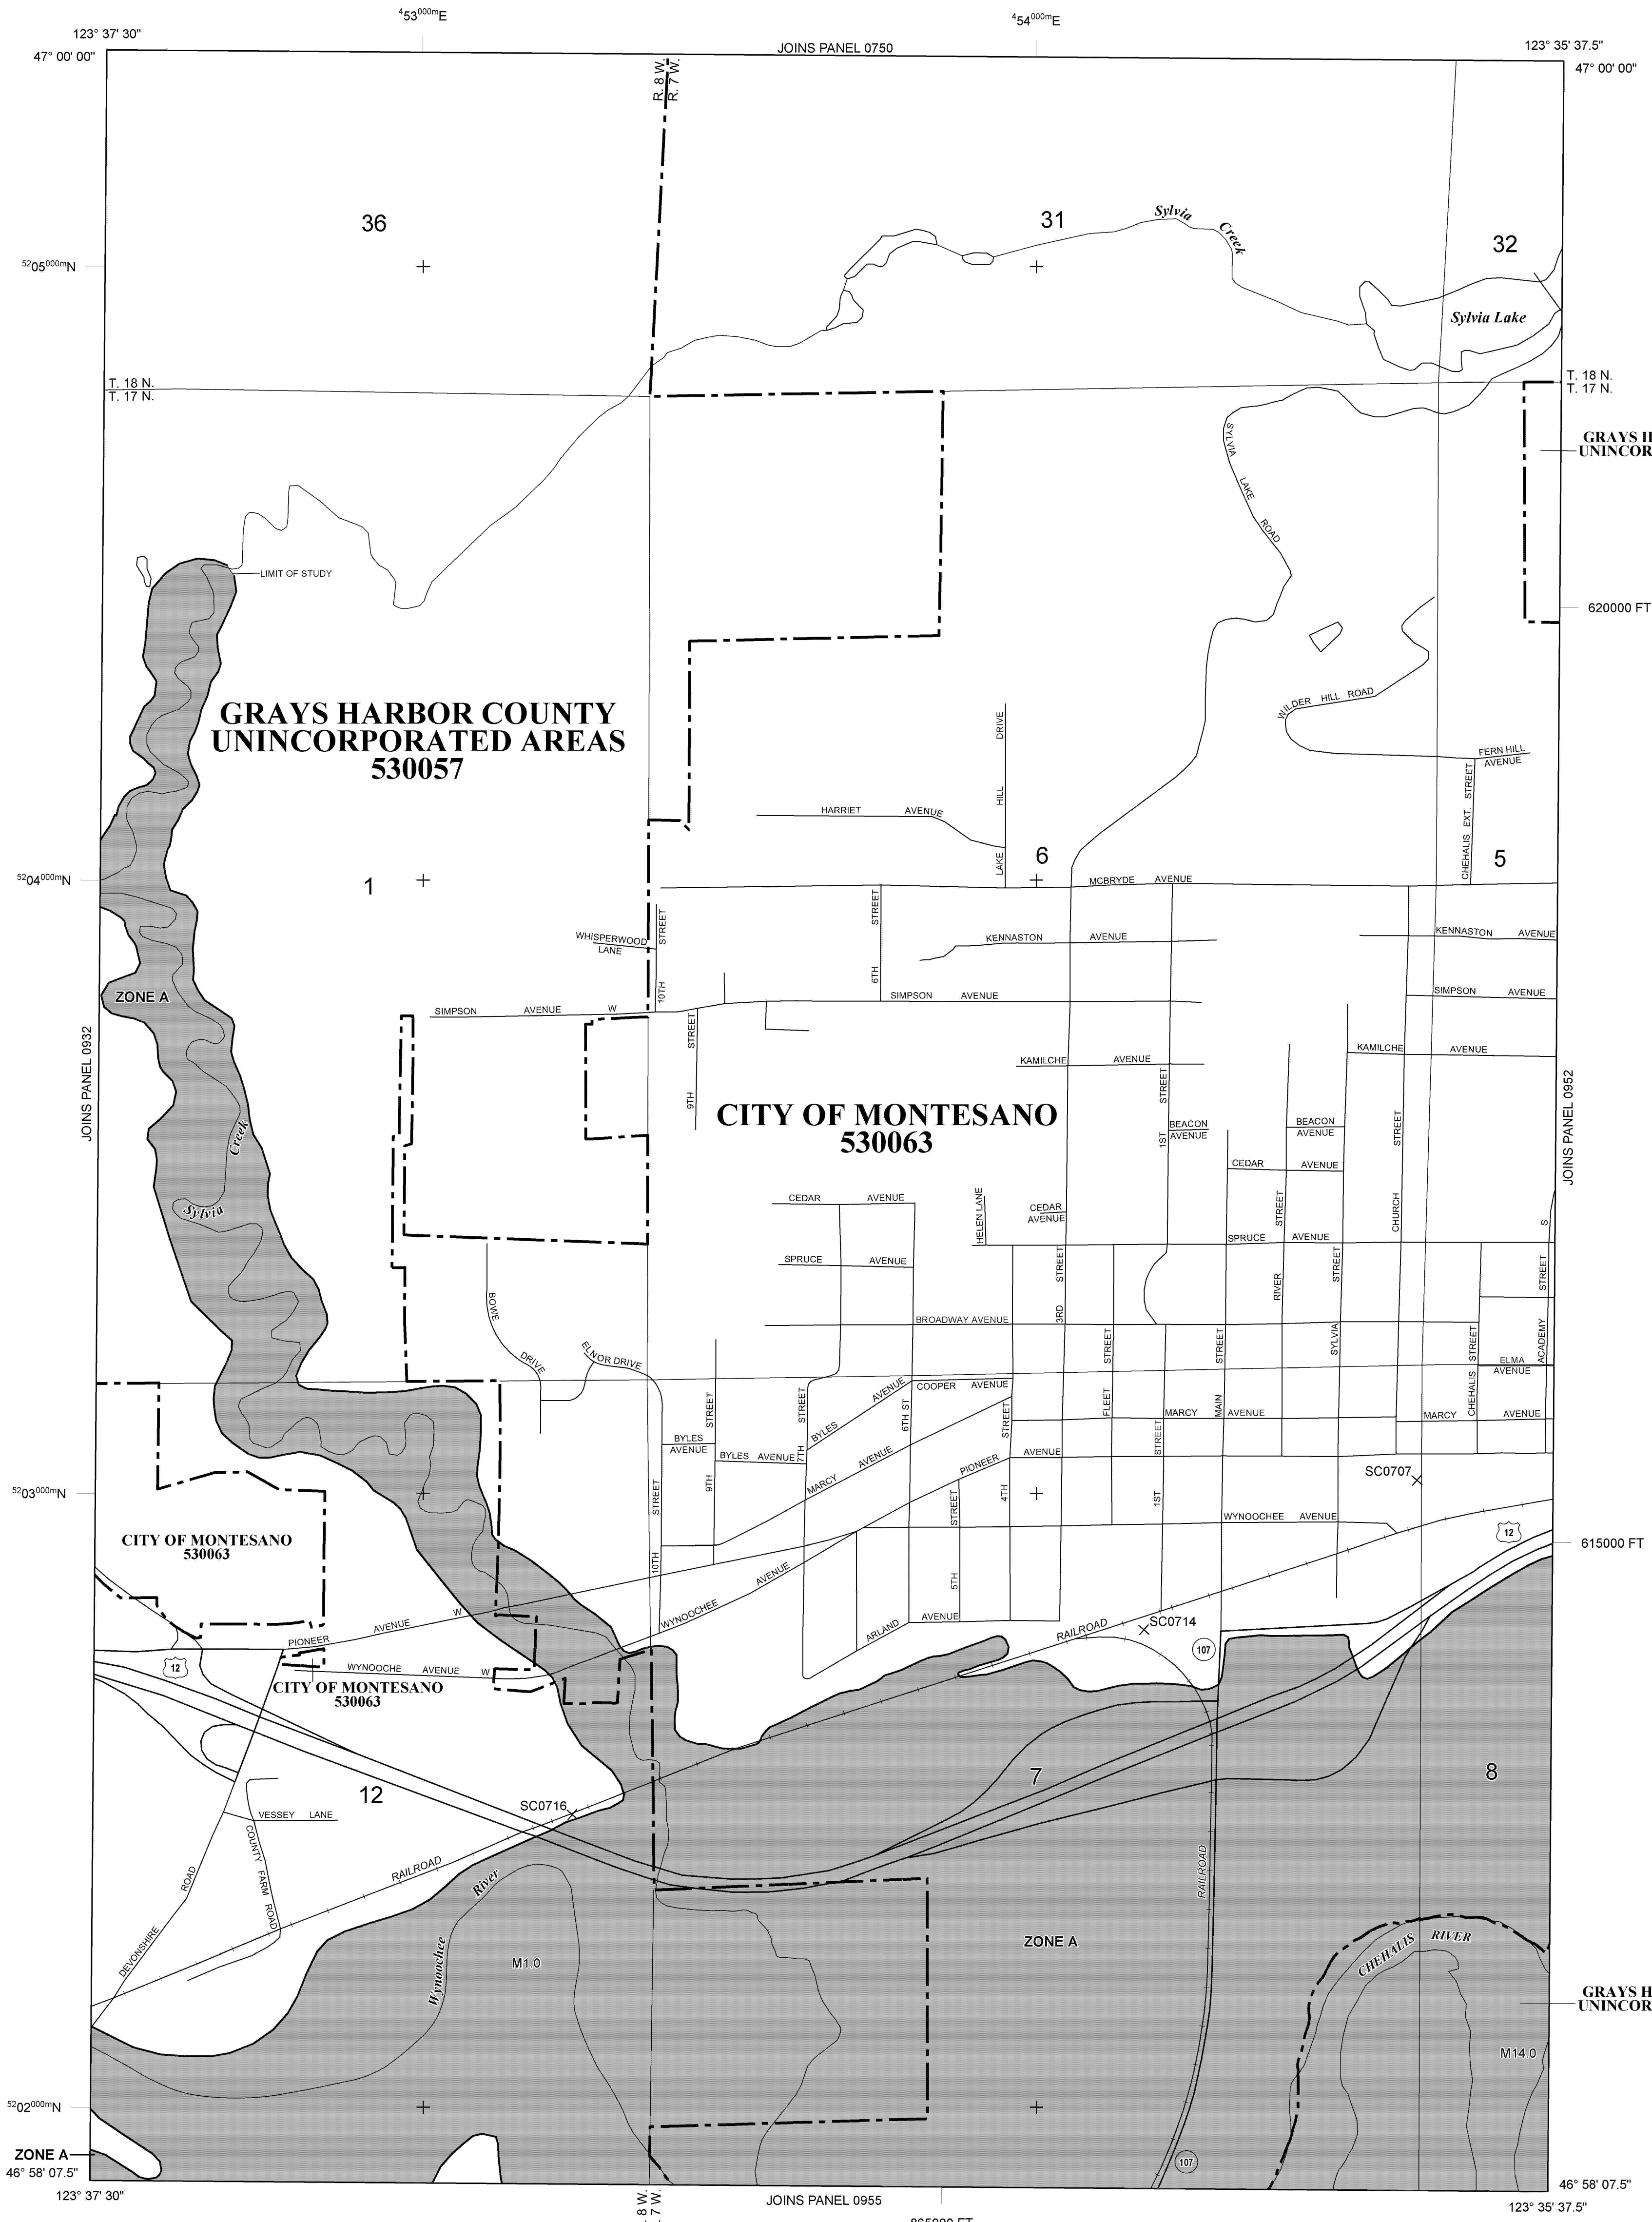 ⁴53⁰⁰⁰ᵐE
⁴54⁰⁰⁰ᵐE
123° 37' 30"
JOINS PANEL 0750
123° 35' 37.5"
47° 00' 00"
47° 00' 00"
R. 8 W.
R. 7 W.
36
31
Sylvia
Creek
32
⁵²05⁰⁰⁰ᵐN
Sylvia Lake
T. 18 N.
T. 17 N.
T. 18 N.
T. 17 N.
GRAYS H
UNINCOR
SYLVIA
LAKE
ROAD
LIMIT OF STUDY
620000 FT
GRAYS HARBOR COUNTY
UNINCORPORATED AREAS
530057
WILDER HILL ROAD
LAKE HILL DRIVE
FERN HILL
AVENUE
CHEHALIS EXT. STREET
HARRIET AVENUE
6
5
1
⁵²04⁰⁰⁰ᵐN
MCBRYDE AVENUE
WHISPERWOOD
LANE
10TH STREET
6TH STREET
KENNASTON AVENUE
KENNASTON AVENUE
ZONE A
SIMPSON AVENUE W
SIMPSON AVENUE
SIMPSON AVENUE
JOINS PANEL 0932
9TH STREET
KAMILCHE AVENUE
KAMILCHE AVENUE
JOINS PANEL 0952
CITY OF MONTESANO
530063
1ST STREET
BEACON
AVENUE
BEACON
AVENUE
CHURCH STREET
Creek
Sylvia
CEDAR AVENUE
CEDAR AVENUE
HELEN LANE
CEDAR
AVENUE
RIVER STREET
S
SPRUCE AVENUE
SPRUCE AVENUE
3RD STREET
SYLVIA STREET
ACADEMY STREET
BOWE
DRIVE
ELNOR DRIVE
BROADWAY AVENUE
FLEET STREET
MAIN STREET
CHEHALIS STREET
ELMA
AVENUE
COOPER AVENUE
BYLES AVENUE
6TH ST
7TH STREET
9TH STREET
4TH STREET
MARCY AVENUE
MARCY AVENUE
BYLES
AVENUE
BYLES AVENUE
MARCY AVENUE
PIONEER AVENUE
1ST STREET
SC0707
⁵²03⁰⁰⁰ᵐN
10TH STREET
5TH STREET
WYNOOCHEE AVENUE
12
615000 FT
CITY OF MONTESANO
530063
WYNOOCHEE AVENUE
PIONEER AVENUE W
ARLAND AVENUE
RAILROAD
SC0714
107
12
WYNOOCHE AVENUE W
CITY OF MONTESANO
530063
12
7
8
SC0716
VESSEY LANE
COUNTY FARM ROAD
DEVONSHIRE ROAD
RAILROAD
RAILROAD
River
Wynoochee
M1.0
ZONE A
CHEHALIS RIVER
GRAYS H
UNINCOR
M14.0
⁵²02⁰⁰⁰ᵐN
ZONE A
46° 58' 07.5"
107
46° 58' 07.5"
123° 37' 30"
8 W.
7 W.
JOINS PANEL 0955
123° 35' 37.5"
865000 FT